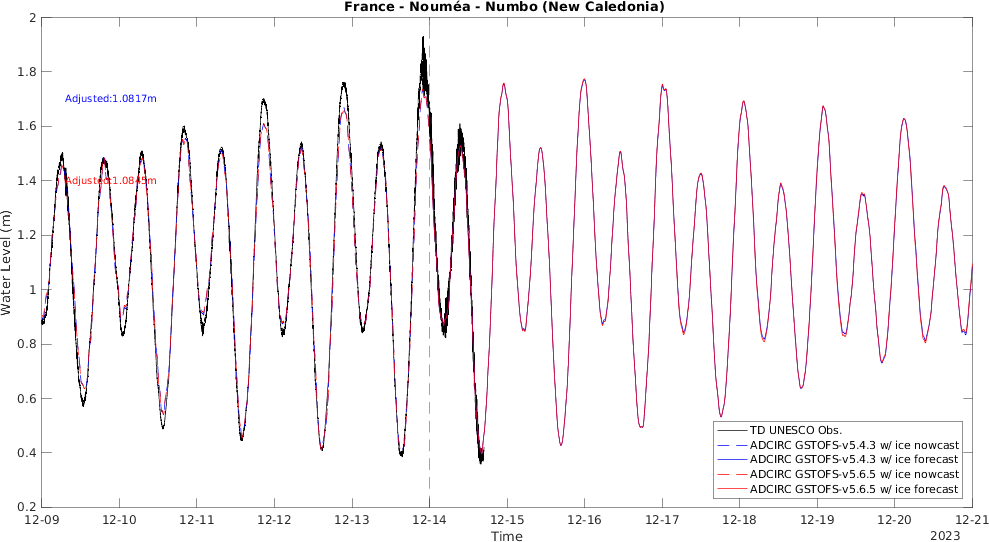 France - Nouméa - Numbo (New Caledonia)
2
1.8
Adjusted:1.0817m
1.6
1.4
Adjusted:1.0845m
1.2
Water Level (m)
1
0.8
0.6
0.4
0.2
TD UNESCO Obs.
ADCIRC GSTOFS-v5.4.3 w/ ice nowcast
ADCIRC GSTOFS-v5.4.3 w/ ice forecast
ADCIRC GSTOFS-v5.6.5 w/ ice nowcast
ADCIRC GSTOFS-v5.6.5 w/ ice forecast
12-09 12-10 12-11 12-12 12-13 12-14 12-15 12-16 12-17 12-18 12-19 12-20 12-21
Time
2023